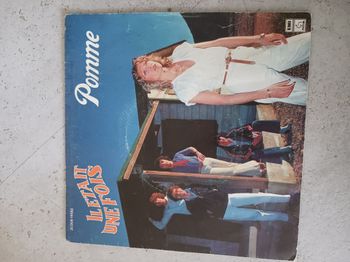 Pomme
IL ETAIT
UNE FOIS